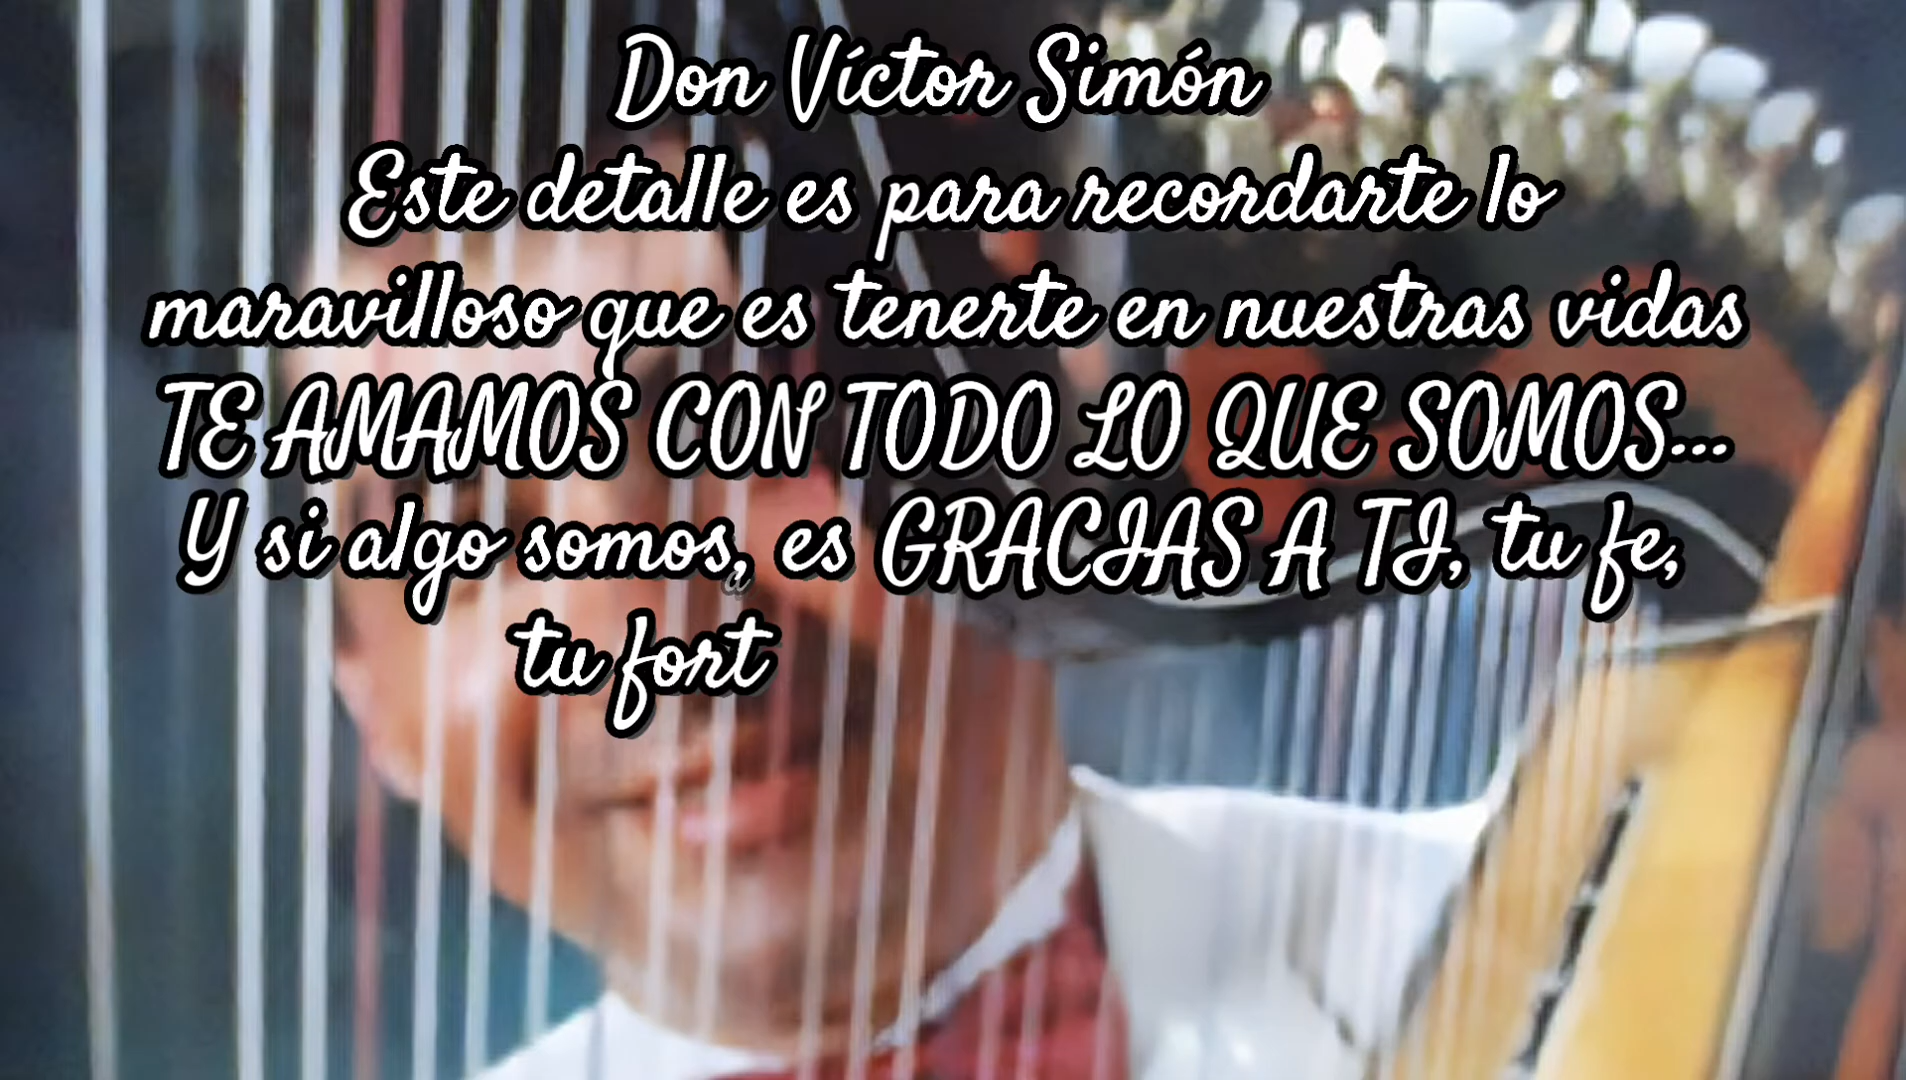 Don Víctor Simón
Este detalle es para recordarte lo
maravilloso que es tenerte en nuestras vidas
TE AMAMOS CON TODO LO QUE SOMOS...
Y si algo somos, es GRACIAS A TI, tu fe,
tu fort
a